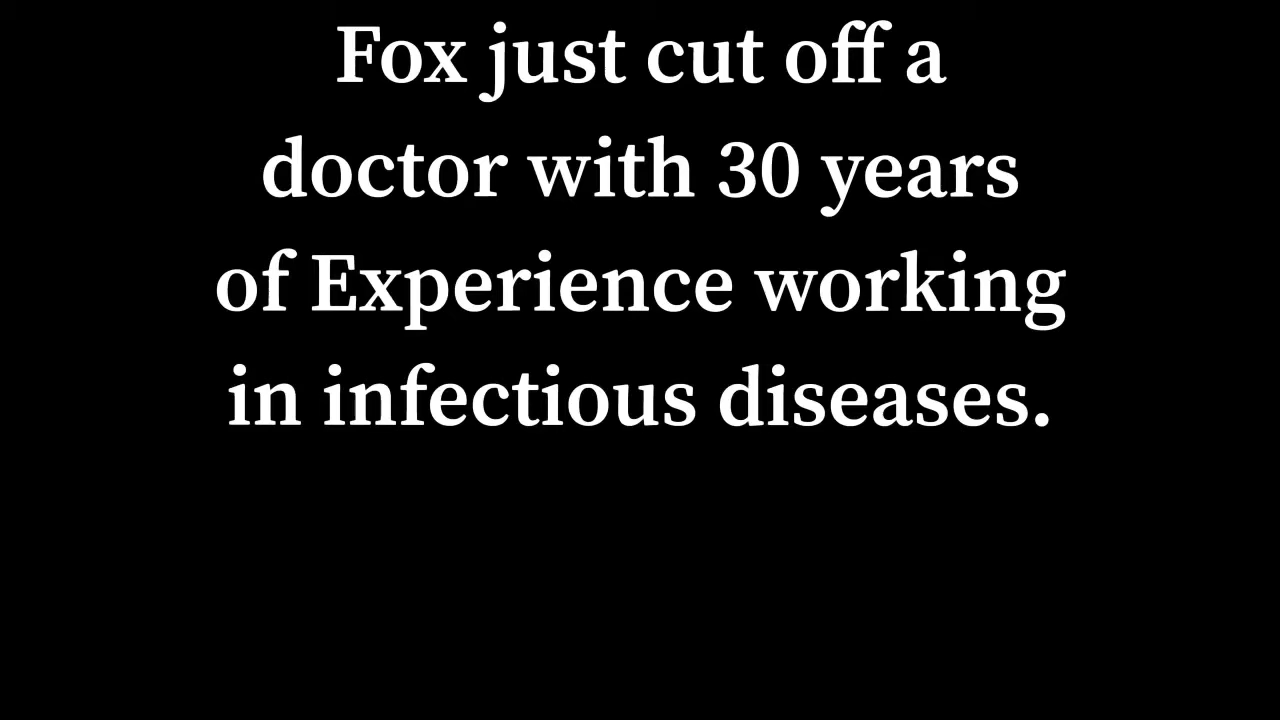 Fox just cut off a
doctor with 30 years
of Experience working
in infectious diseases.